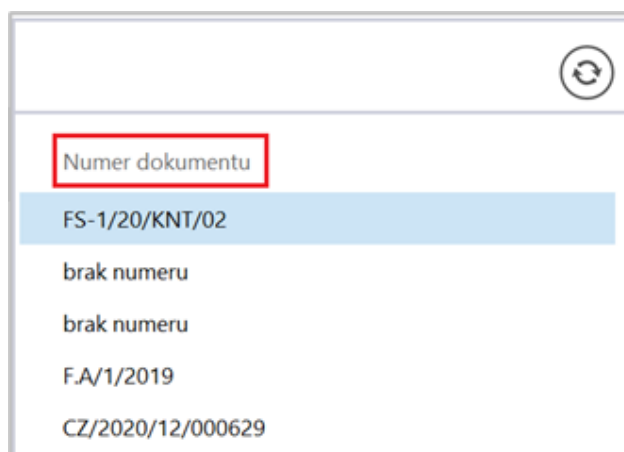 Numer dokumentu
FS-1/20/KNT/02
brak numeru
brak numeru
F.A/1/2019
CZ/2020/12/000629